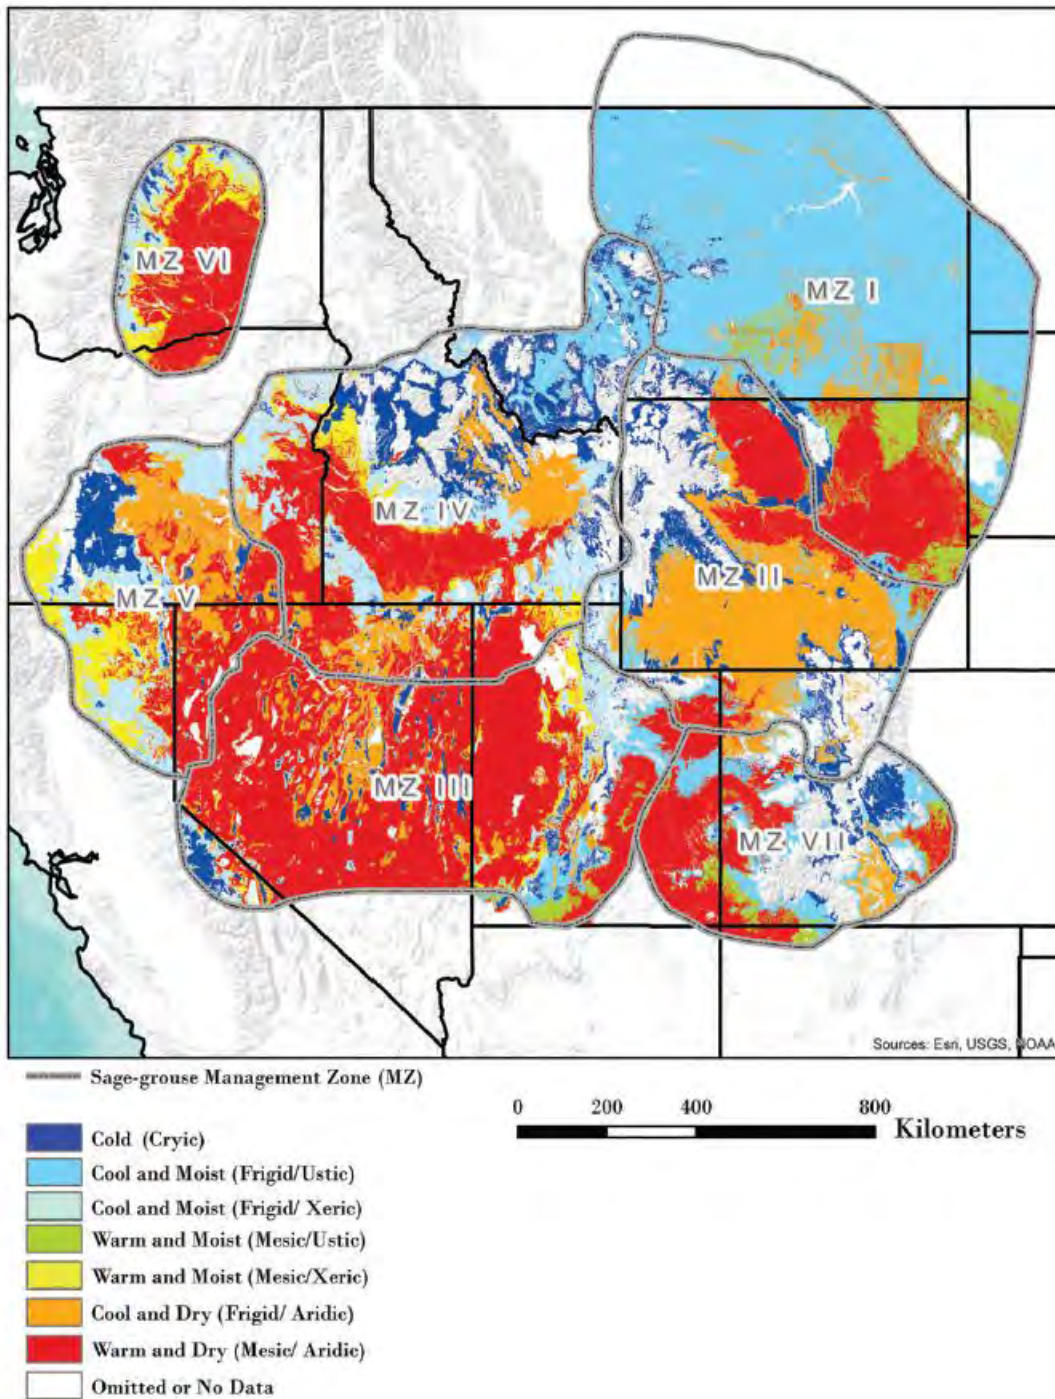 MZ VI
MZ I
MZ IV
MZ II
MZ V
MZ III
MZ VII
Sources: Esri, USGS, NOAA
Sage-grouse Management Zone (MZ)
0 200 400 800
Kilometers
Cold (Cryic)
Cool and Moist (Frigid/Ustic)
Cool and Moist (Frigid/ Xeric)
Warm and Moist (Mesic/Ustic)
Warm and Moist (Mesic/Xeric)
Cool and Dry (Frigid/ Aridic)
Warm and Dry (Mesic/ Aridic)
Omitted or No Data